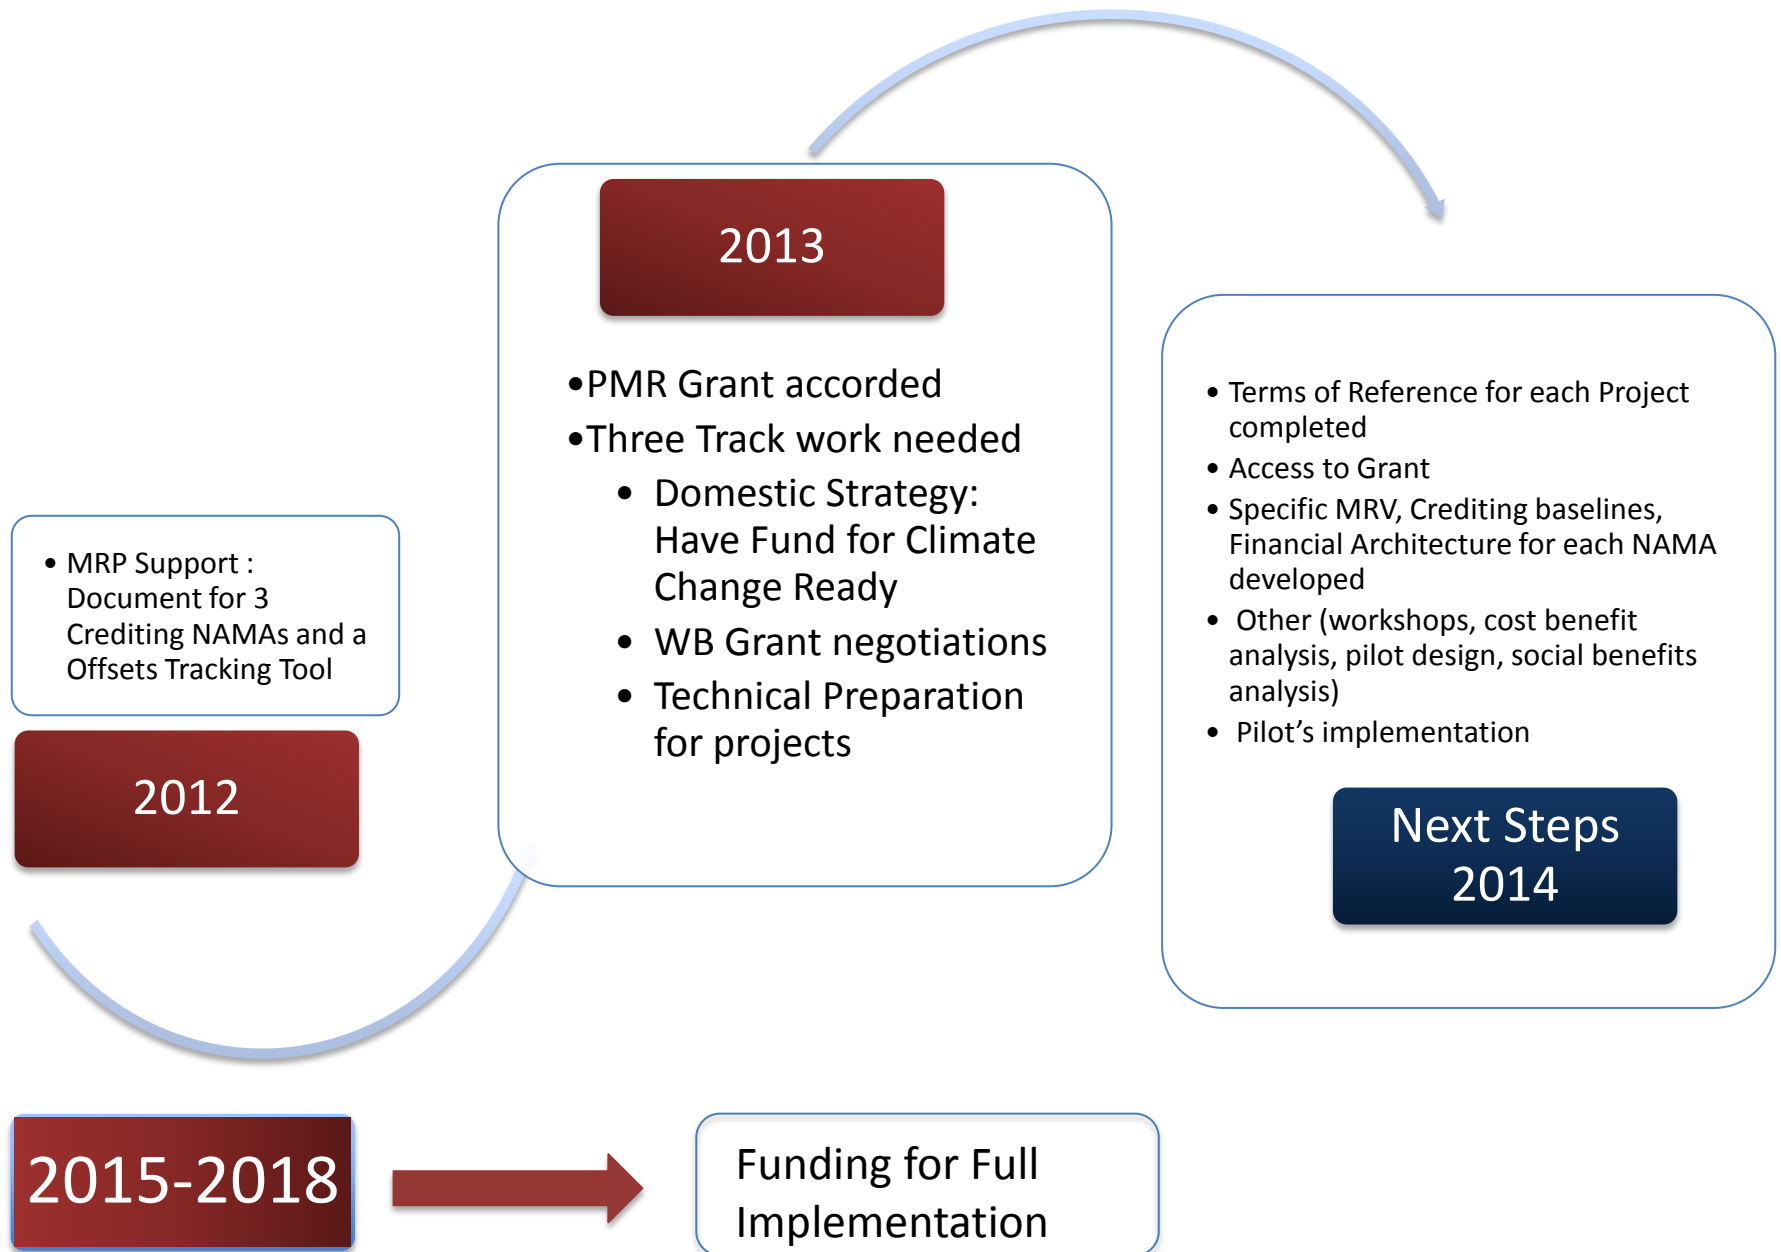 • MRP Support :
Document for 3
Crediting NAMAs and a
Offsets Tracking Tool
2012
2013
•PMR Grant accorded
•Three Track work needed
• Domestic Strategy:
Have Fund for Climate
Change Ready
• WB Grant negotiations
• Technical Preparation
for projects
• Terms of Reference for each Project
completed
• Access to Grant
• Specific MRV, Crediting baselines,
Financial Architecture for each NAMA
developed
• Other (workshops, cost benefit
analysis, pilot design, social benefits
analysis)
• Pilot’s implementation
Next Steps
2014
2015-2018
Funding for Full
Implementation